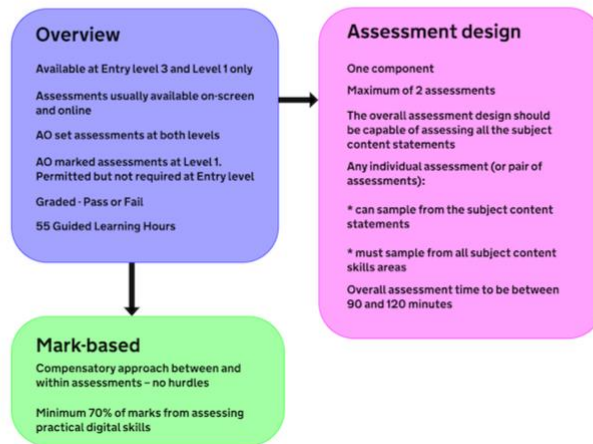 Overview
Available at Entry level 3 and Level 1 only
Assessments usually available on-screen
and online
AO set assessments at both levels
AO marked assessments at Level 1.
Permitted but not required at Entry level
Graded - Pass or Fail
55 Guided Learning Hours
Assessment design
One component
Maximum of 2 assessments
The overall assessment design should
be capable of assessing all the subject
content statements
Any individual assessment (or pair of
assessments):
* can sample from the subject content
statements
* must sample from all subject content
skills areas
Overall assessment time to be between
90 and 120 minutes
Mark-based
Compensatory approach between and
within assessments – no hurdles
Minimum 70% of marks from assessing
practical digital skills